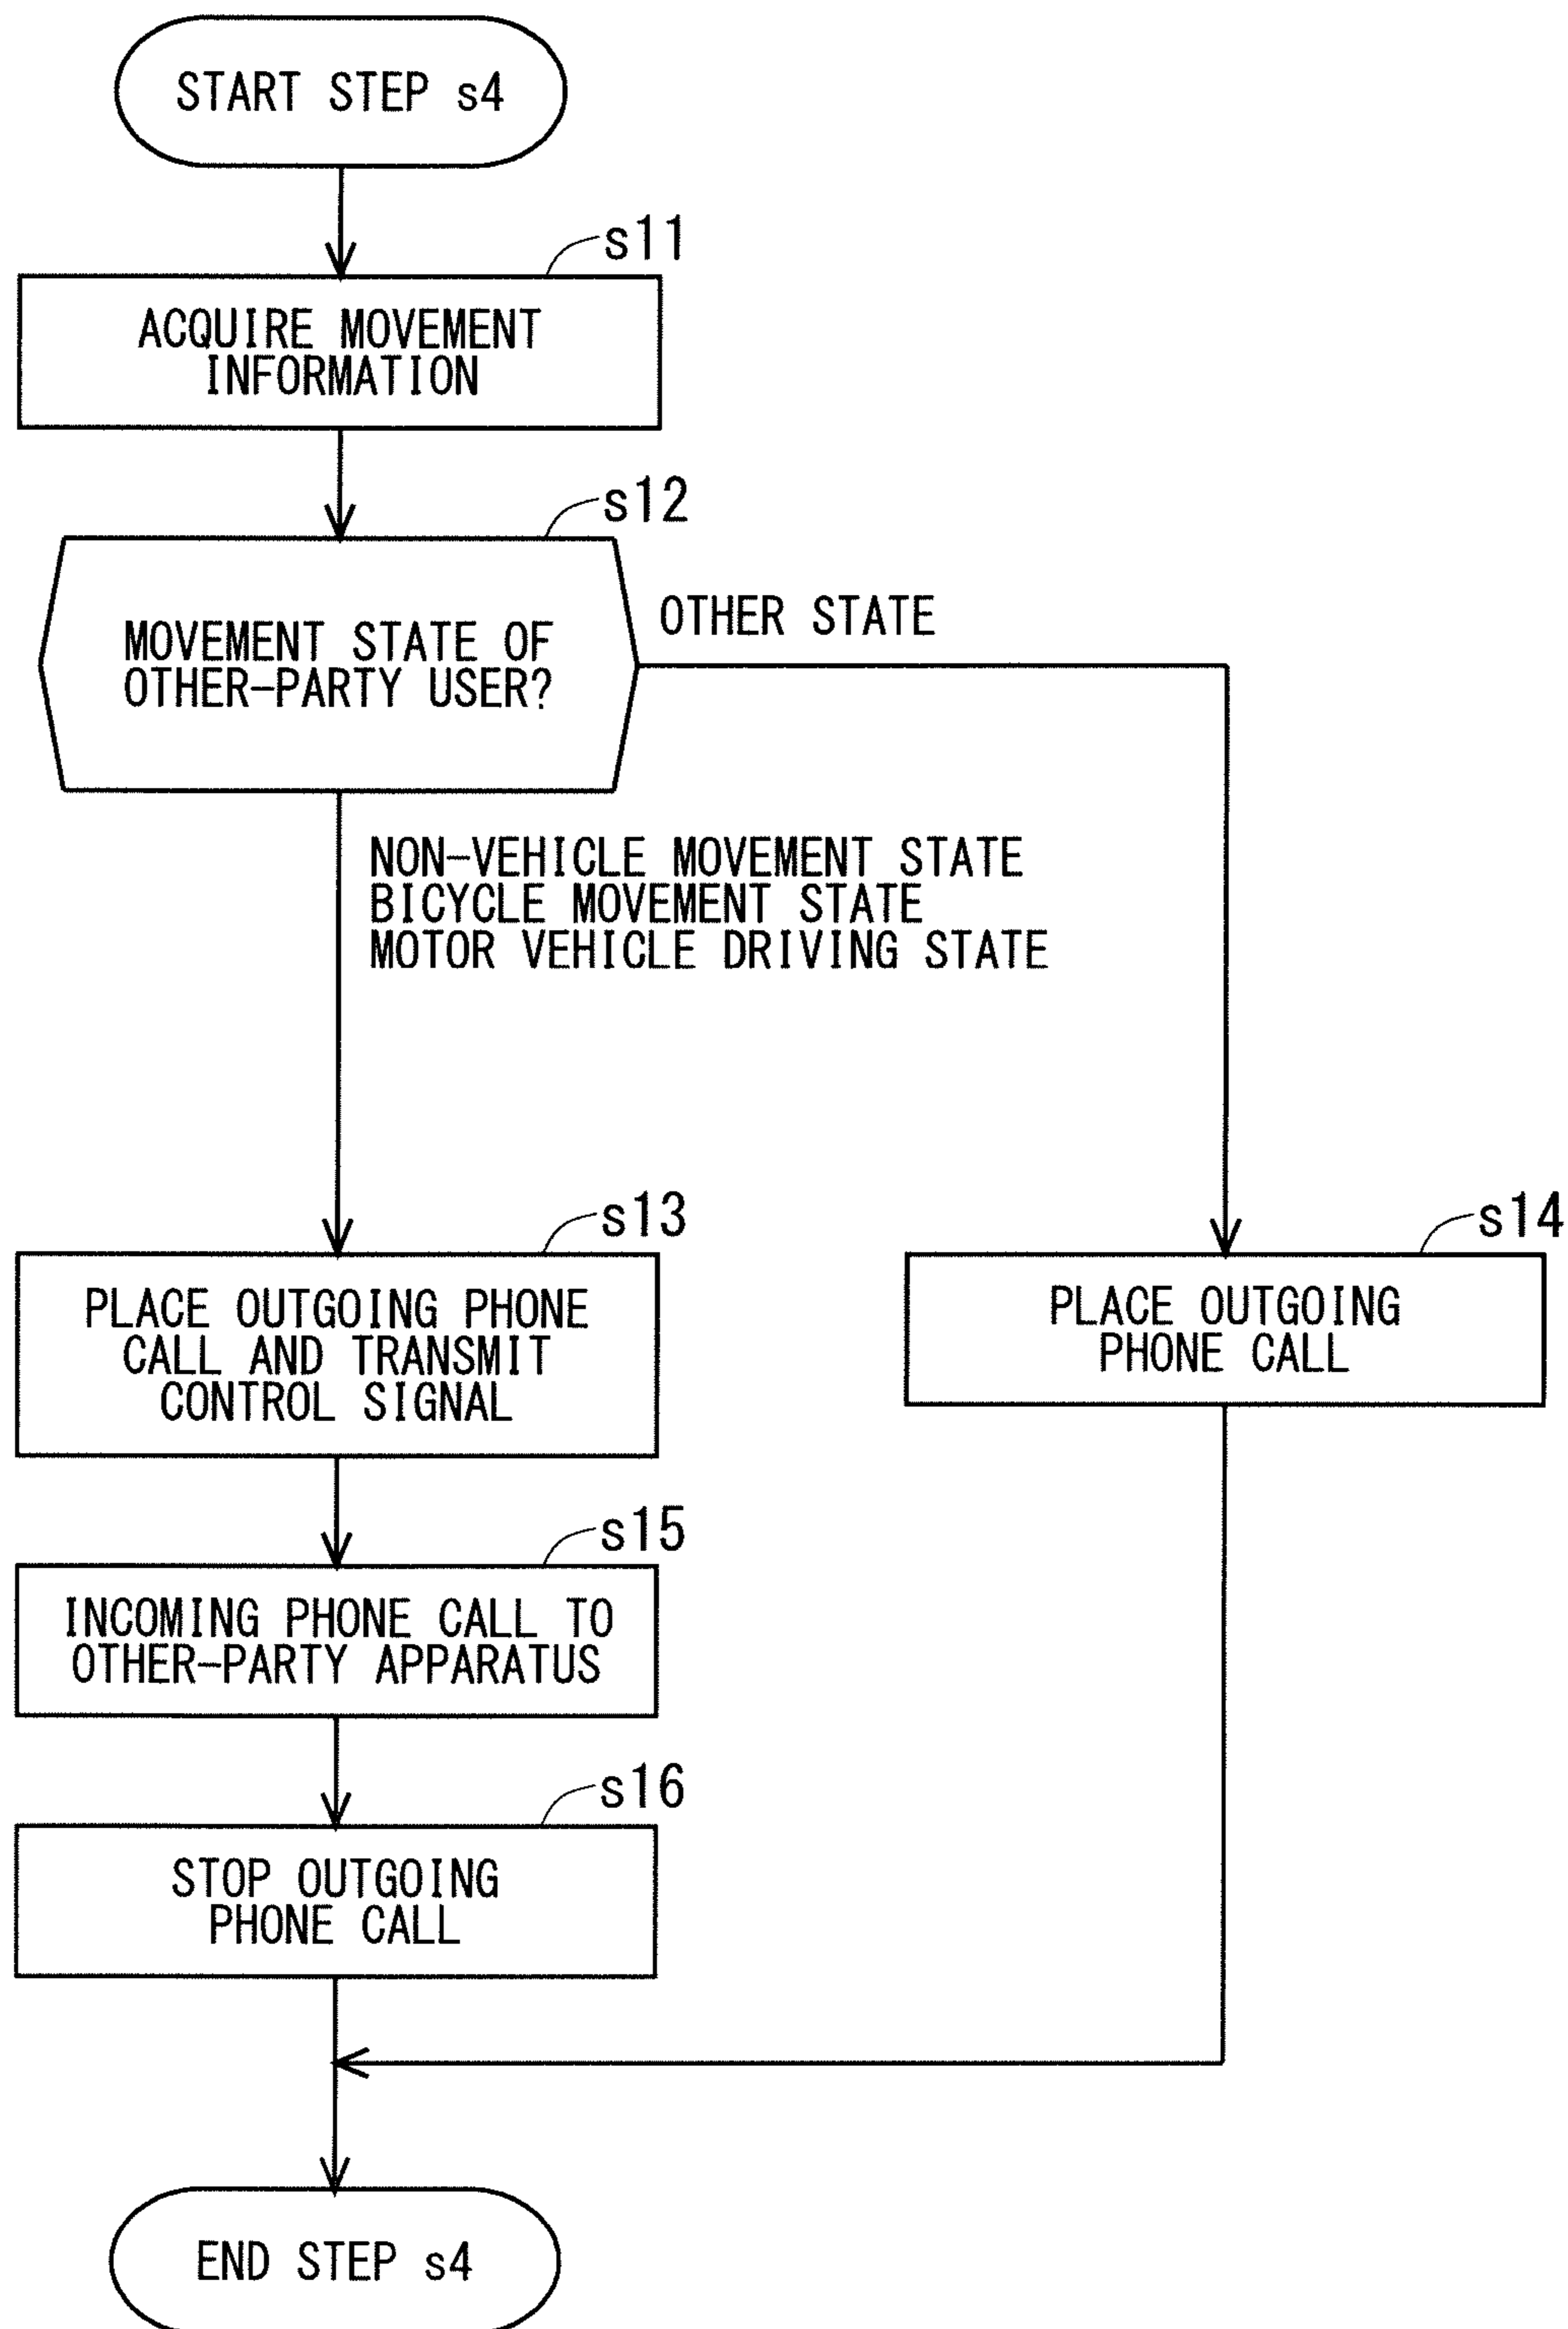 START STEP s4
s11
ACQUIRE MOVEMENT
INFORMATION
s12
MOVEMENT STATE OF
OTHER-PARTY USER?
OTHER STATE
NON-VEHICLE MOVEMENT STATE
BICYCLE MOVEMENT STATE
MOTOR VEHICLE DRIVING STATE
s13
PLACE OUTGOING PHONE
CALL AND TRANSMIT
CONTROL SIGNAL
s14
PLACE OUTGOING
PHONE CALL
s15
INCOMING PHONE CALL TO
OTHER-PARTY APPARATUS
s16
STOP OUTGOING
PHONE CALL
END STEP s4